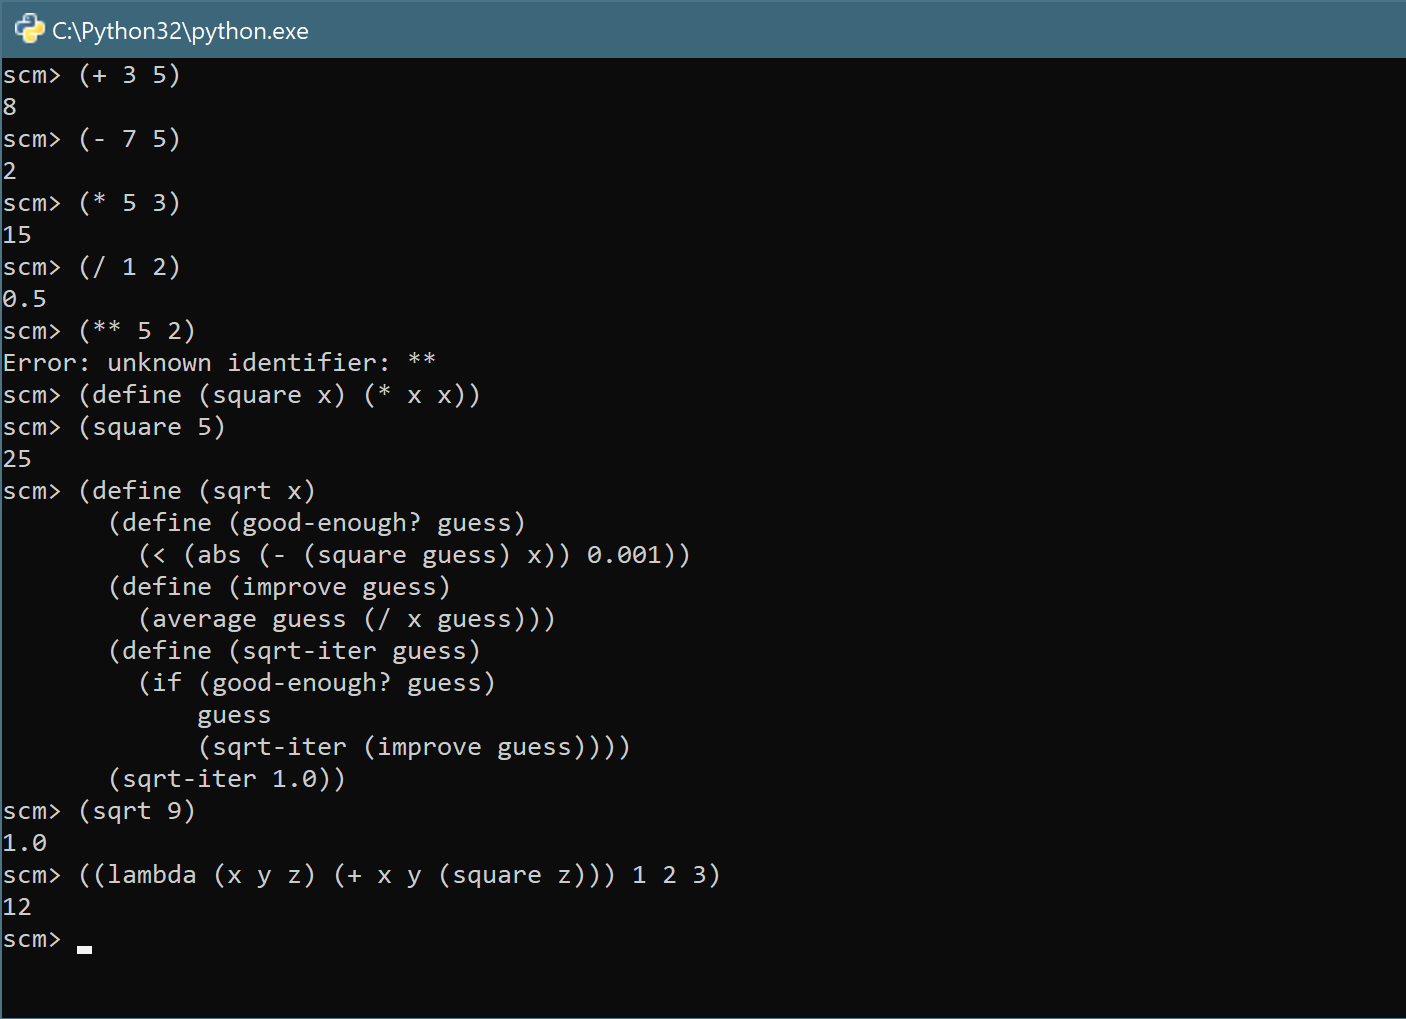 C:\Python32\python.exe
scm> (+ 3 5)
8
scm> (- 7 5)
2
scm> (* 5 3)
15
scm> (/ 1 2)
0.5
scm> (** 5 2)
Error: unknown identifier: **
scm> (define (square x) (* x x))
scm> (square 5)
25
scm> (define (sqrt x)
       (define (good-enough? guess)
         (< (abs (- (square guess) x)) 0.001))
       (define (improve guess)
         (average guess (/ x guess)))
       (define (sqrt-iter guess)
         (if (good-enough? guess)
             guess
             (sqrt-iter (improve guess))))
       (sqrt-iter 1.0))
scm> (sqrt 9)
1.0
scm> ((lambda (x y z) (+ x y (square z))) 1 2 3)
12
scm>